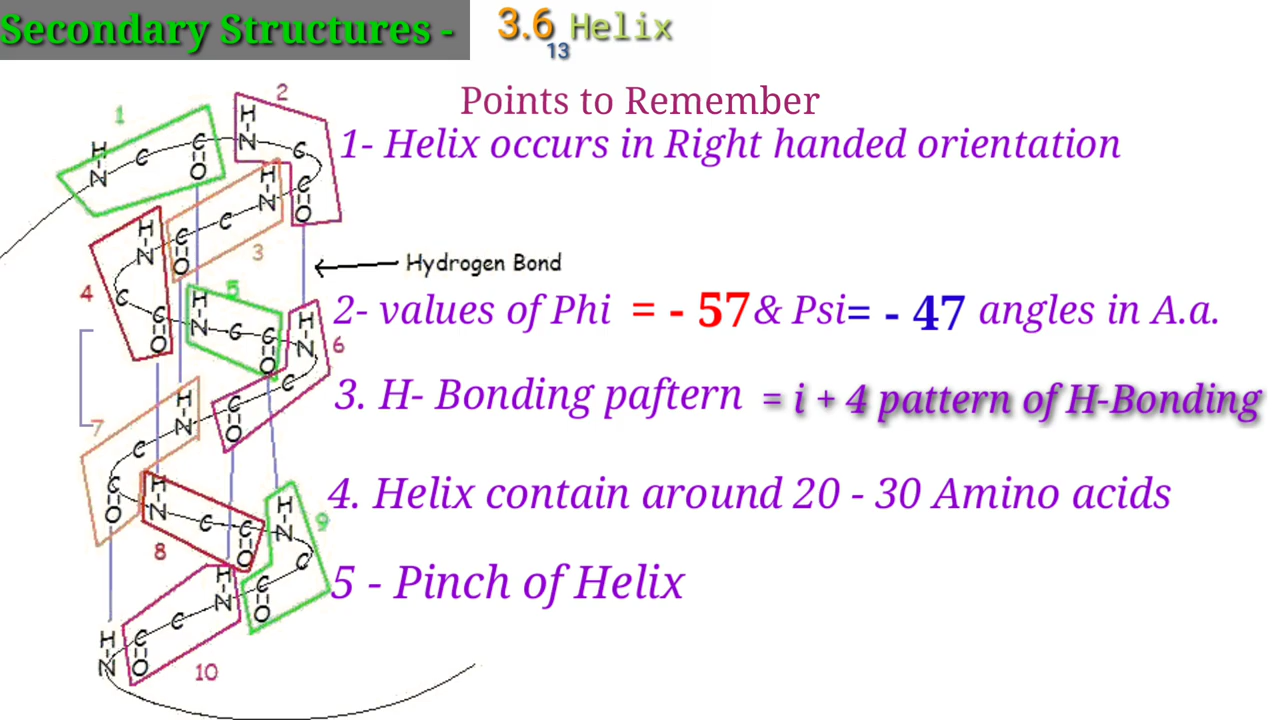 Secondary Structures - 3.6 13 Helix
Points to Remember
1- Helix occurs in Right handed orientation
Hydrogen Bond
2- values of Phi = - 57 & Psi= - 47 angles in A.a.
3. H- Bonding paftern = i + 4 pattern of H-Bonding
4. Helix contain around 20 - 30 Amino acids
5 - Pinch of Helix
1
2
3
4
5
6
7
8
9
10
H N C C O
H N C C O
H N C C O
H N C C O
H N C C O
H N C C O
H N C C O
H N C C O
H N C C O
H N C C O
H N